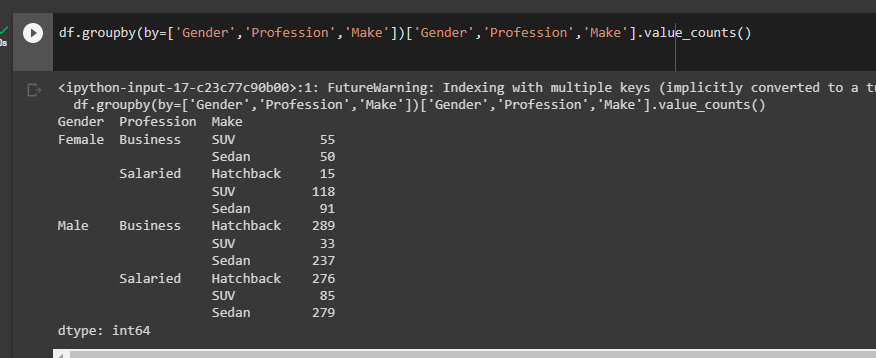 df.groupby(by=['Gender','Profession','Make'])['Gender','Profession','Make'].value_counts()
<ipython-input-17-c23c77c90b00>:1: FutureWarning: Indexing with multiple keys (implicitly converted to a
df.groupby(by=['Gender','Profession','Make'])['Gender','Profession','Make'].value_counts()
Gender Profession Make
Female Business SUV 55
Sedan 50
Salaried Hatchback 15
SUV 118
Sedan 91
Male Business Hatchback 289
SUV 33
Sedan 237
Salaried Hatchback 276
SUV 85
Sedan 279
dtype: int64